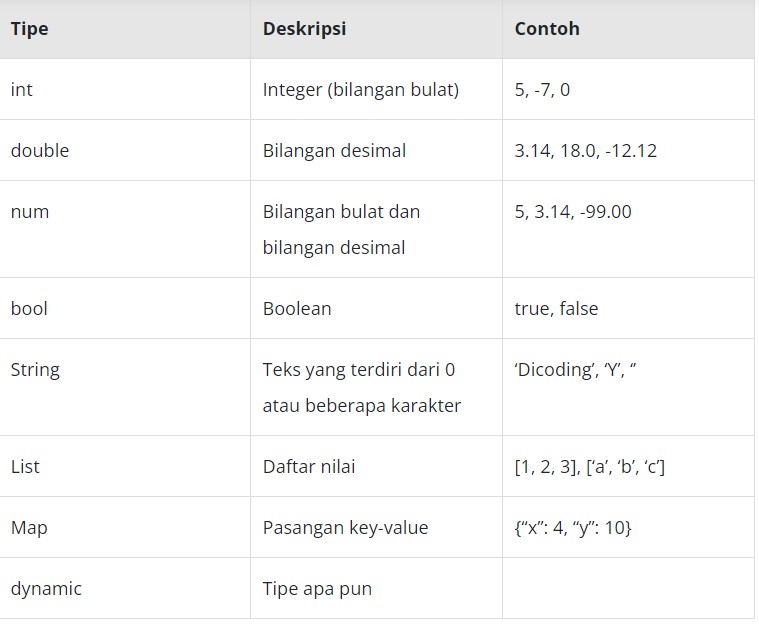 Tipe Deskripsi Contoh
int Integer (bilangan bulat) 5, -7, 0
double Bilangan desimal 3.14, 18.0, -12.12
num Bilangan bulat dan 5, 3.14, -99.00
bilangan desimal
bool Boolean true, false
String Teks yang terdiri dari 0 ‘Dicoding’, ‘Y’, ‘’
atau beberapa karakter
List Daftar nilai [1, 2, 3], [‘a’, ‘b’, ‘c’]
Map Pasangan key-value {“x”: 4, “y”: 10}
dynamic Tipe apa pun